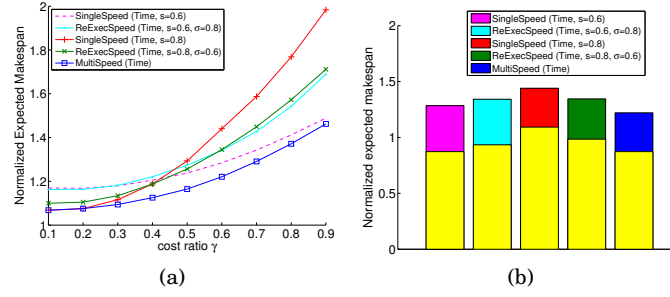 SingleSpeed (Time, s=0.6)
ReExecSpeed (Time, s=0.6, σ=0.8)
SingleSpeed (Time, s=0.8)
ReExecSpeed (Time, s=0.8, σ=0.6)
MultiSpeed (Time)
Normalized Expected Makespan
2
1.8
1.6
1.4
1.2
1
0.1 0.2 0.3 0.4 0.5 0.6 0.7 0.8 0.9
cost ratio γ
(a)
SingleSpeed (Time, s=0.6)
ReExecSpeed (Time, s=0.6, σ=0.8)
SingleSpeed (Time, s=0.8)
ReExecSpeed (Time, s=0.8, σ=0.6)
MultiSpeed (Time)
Normalized expected makespan
2
1.5
1
0.5
0
(b)